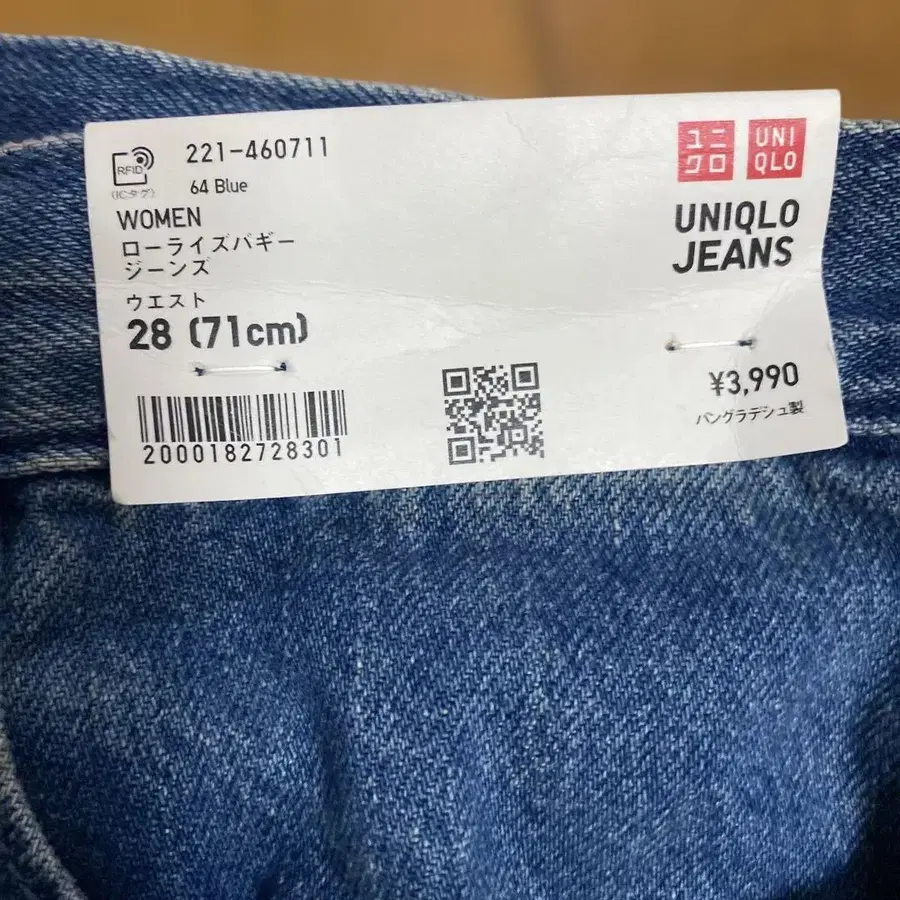 221-460711
RFID
(ICタグ)
64 Blue
WOMEN
ローライズバギー
ジーンズ
ウエスト
28 (71cm)
2000182728301
ユニ
クロ
UNI
QLO
UNIQLO
JEANS
¥3,990
バングラデシュ製